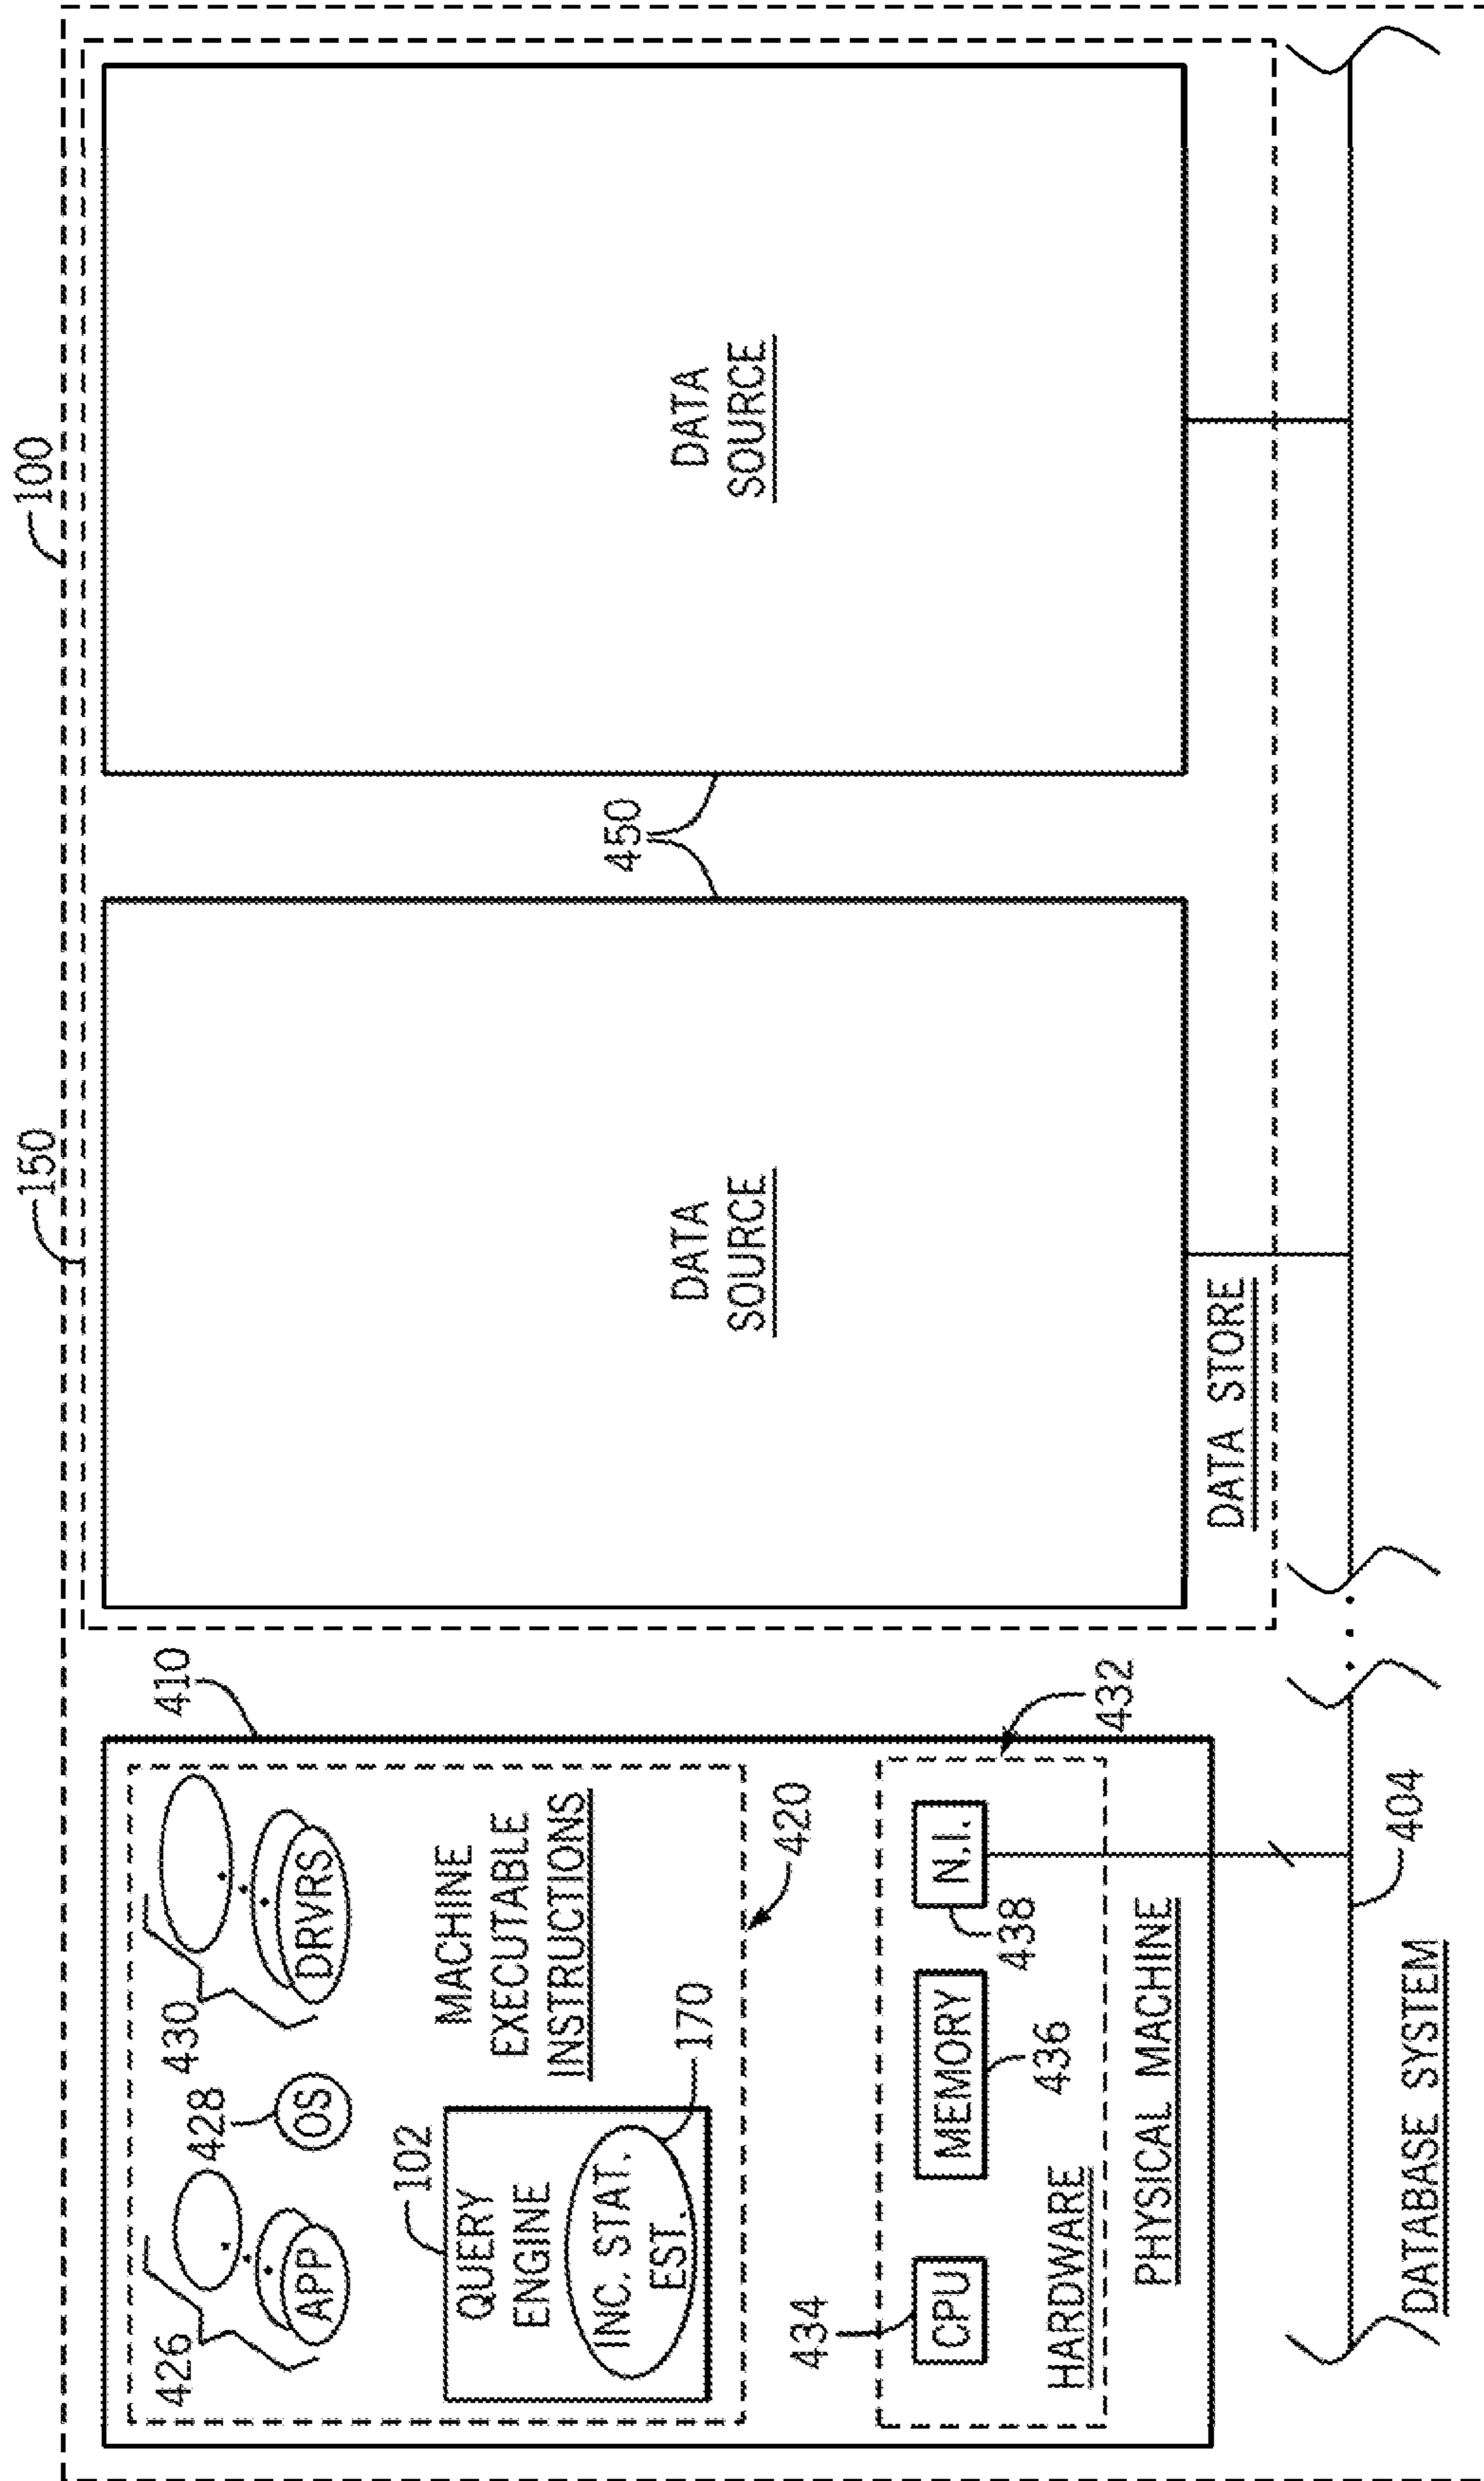 150
100
410
426
APP
428
OS
430
DRVRS
102
QUERY
ENGINE
INC. STAT.
EST.
170
MACHINE
EXECUTABLE
INSTRUCTIONS
420
434
CPU
MEMORY
436
N.I.
438
432
HARDWARE
PHYSICAL MACHINE
450
DATA
SOURCE
DATA
SOURCE
DATA STORE
404
DATABASE SYSTEM